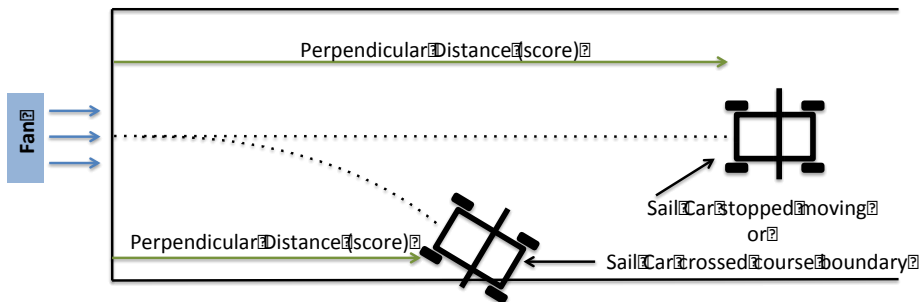 Perpendicular Distance (score)
Fan
Sail Car stopped moving
or
Perpendicular Distance (score)
Sail Car crossed course boundary